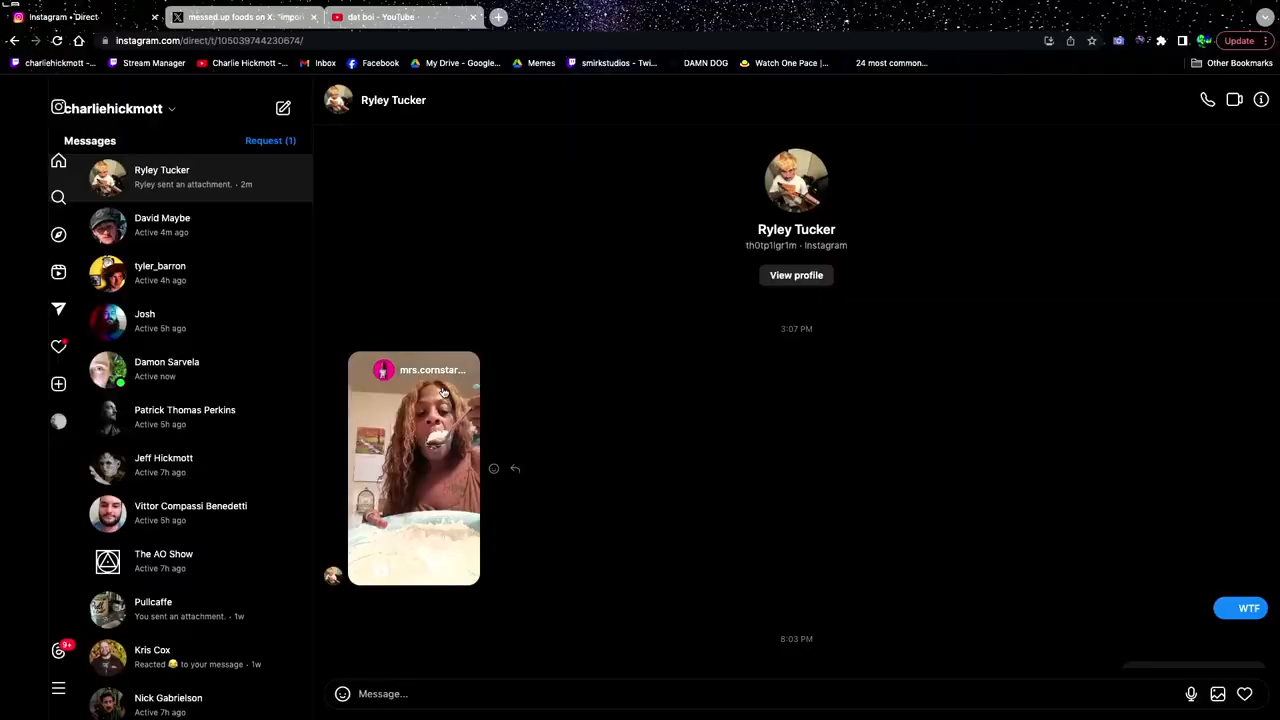 Instagram • Direct
messed up foods on X: "impor
dat boi - YouTube
instagram.com/direct/t/105039744230674/
Update
charliehickmott -...
Stream Manager
Charlie Hickmott -...
Inbox
Facebook
My Drive - Google...
Memes
smirkstudios - Twi...
DAMN DOG
Watch One Pace |...
24 most common...
Other Bookmarks
charliehickmott
Messages
Request (1)
Ryley Tucker
Ryley sent an attachment. · 2m
David Maybe
Active 4m ago
tyler_barron
Active 4h ago
Josh
Active 5h ago
Damon Sarvela
Active now
Patrick Thomas Perkins
Active 5h ago
Jeff Hickmott
Active 7h ago
Vittor Compassi Benedetti
Active 5h ago
The AO Show
Active 7h ago
Pullcaffe
You sent an attachment. · 1w
9+
Kris Cox
Reacted 😂 to your message · 1w
Nick Gabrielson
Active 7h ago
Ryley Tucker
Ryley Tucker
th0tp1lgr1m · Instagram
View profile
3:07 PM
mrs.cornstar...
WTF
8:03 PM
Message...